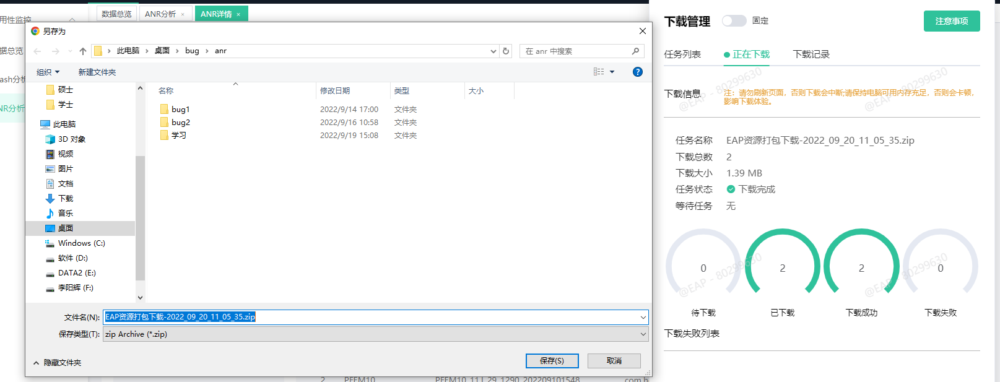 用性监控
数据总览
ANR分析 ×
ANR详情 ×
据总览
ash分析
NR分析
另存为
此电脑 › 桌面 › bug › anr
在 anr 中搜索
组织
新建文件夹
硕士
学士
此电脑
3D 对象
视频
图片
文档
下载
音乐
桌面
Windows (C:)
软件 (D:)
DATA2 (E:)
李阳辉 (F:)
名称 修改日期 类型 大小
bug1 2022/9/14 17:00 文件夹
bug2 2022/9/16 10:58 文件夹
学习 2022/9/19 15:08 文件夹
文件名(N): EAP资源打包下载-2022_09_20_11_05_35.zip
保存类型(T): zip Archive (*.zip)
隐藏文件夹
保存(S)
取消
2 PFEM10 PFEM10_11.J.29_1290_202209101548 com.h
下载管理
固定
注意事项
任务列表
正在下载
下载记录
下载信息
注：请勿刷新页面，否则下载会中断;请保持电脑可用内存充足，否则会卡顿，
影响下载体验。
任务名称 EAP资源打包下载-2022_09_20_11_05_35.zip
下载总数 2
下载大小 1.39 MB
任务状态 下载完成
等待任务 无
0 2 2 0
待下载 已下载 下载成功 下载失败
下载失败列表
@EAP - 80299630
@EAP - 80299630
@EAP - 80299630
@EAP - 80299630